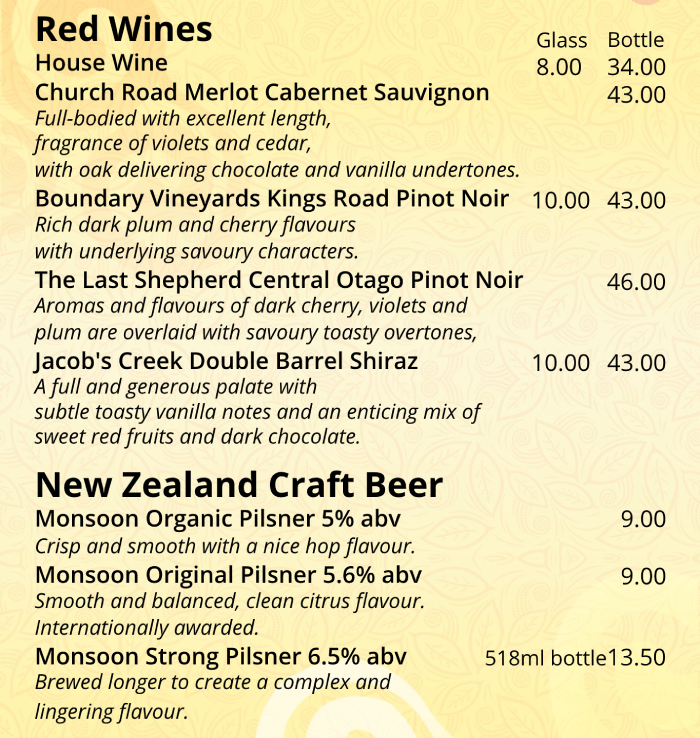 Red Wines
Glass Bottle
House Wine 8.00 34.00
Church Road Merlot Cabernet Sauvignon 43.00
Full-bodied with excellent length,
fragrance of violets and cedar,
with oak delivering chocolate and vanilla undertones.
Boundary Vineyards Kings Road Pinot Noir 10.00 43.00
Rich dark plum and cherry flavours
with underlying savoury characters.
The Last Shepherd Central Otago Pinot Noir 46.00
Aromas and flavours of dark cherry, violets and
plum are overlaid with savoury toasty overtones,
Jacob's Creek Double Barrel Shiraz 10.00 43.00
A full and generous palate with
subtle toasty vanilla notes and an enticing mix of
sweet red fruits and dark chocolate.
New Zealand Craft Beer
Monsoon Organic Pilsner 5% abv 9.00
Crisp and smooth with a nice hop flavour.
Monsoon Original Pilsner 5.6% abv 9.00
Smooth and balanced, clean citrus flavour.
Internationally awarded.
Monsoon Strong Pilsner 6.5% abv 518ml bottle13.50
Brewed longer to create a complex and
lingering flavour.